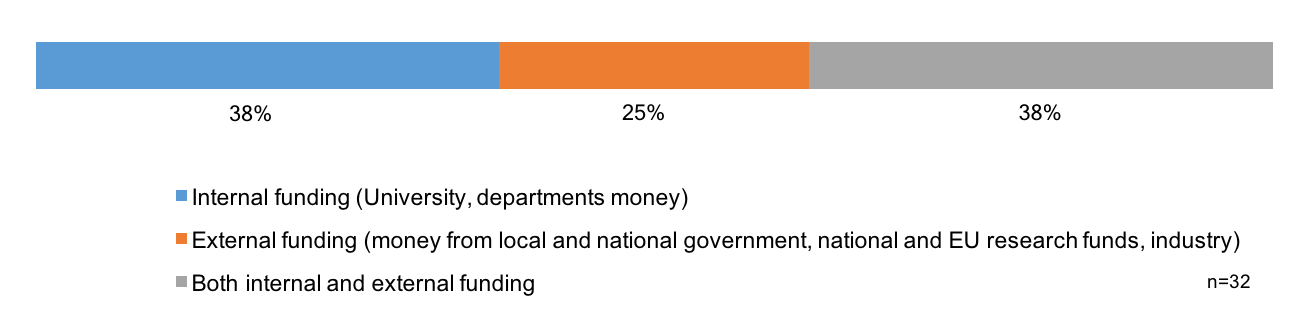 38% 25% 38%
Internal funding (University, departments money)
External funding (money from local and national government, national and EU research funds, industry)
Both internal and external funding
n=32